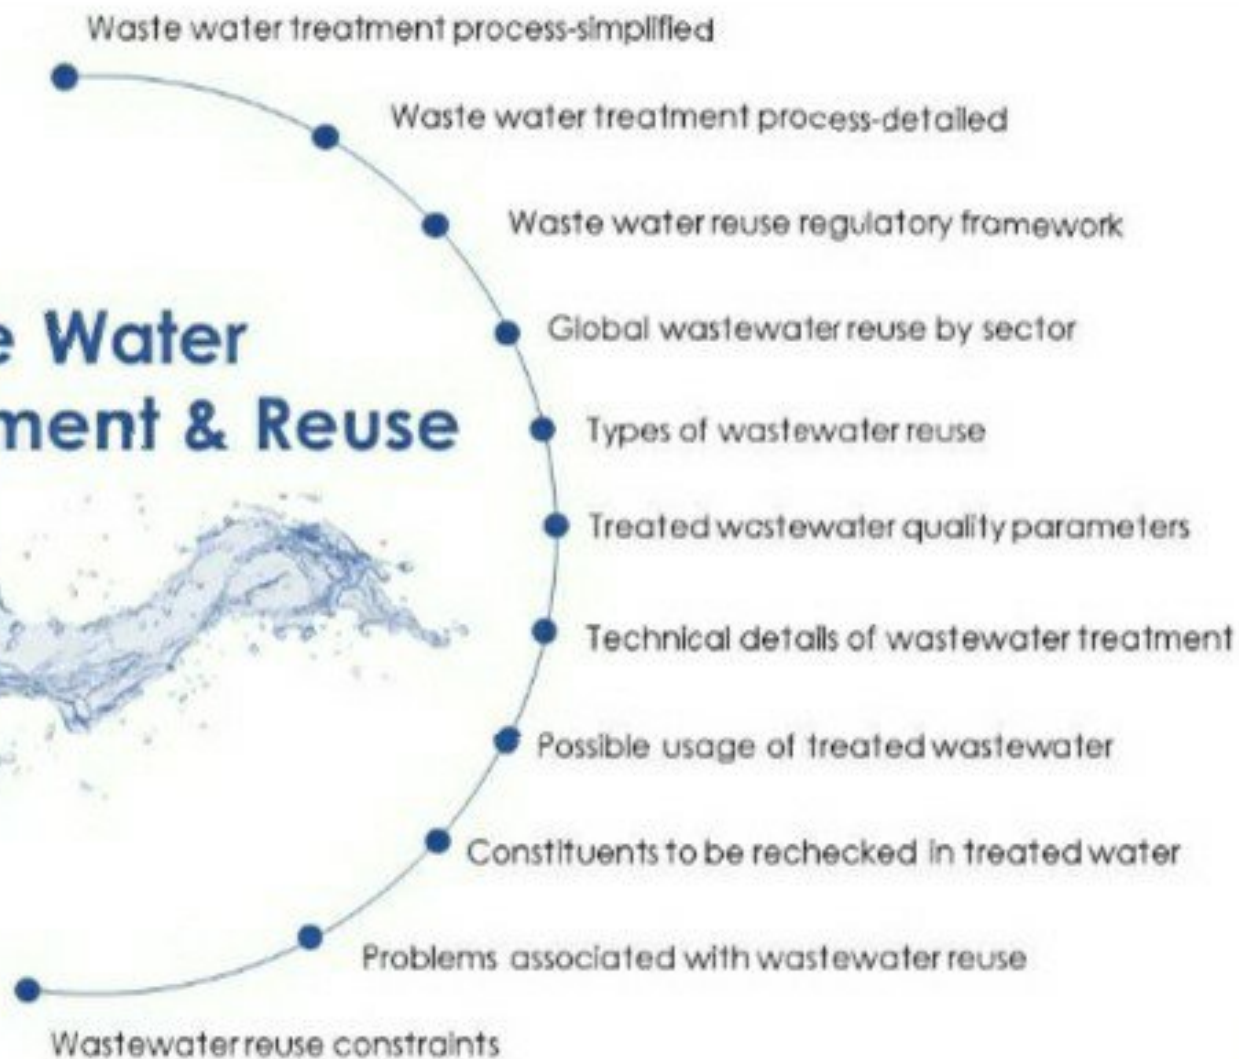 Waste water treatment process-simplified
Waste water treatment process-detailed
Waste water reuse regulatory framework
Global wastewater reuse by sector
e Water
ment & Reuse
Types of wastewater reuse
Treated wastewater quality parameters
Technical details of wastewater treatment
Possible usage of treated wastewater
Constituents to be rechecked in treated water
Problems associated with wastewater reuse
Wastewater reuse constraints